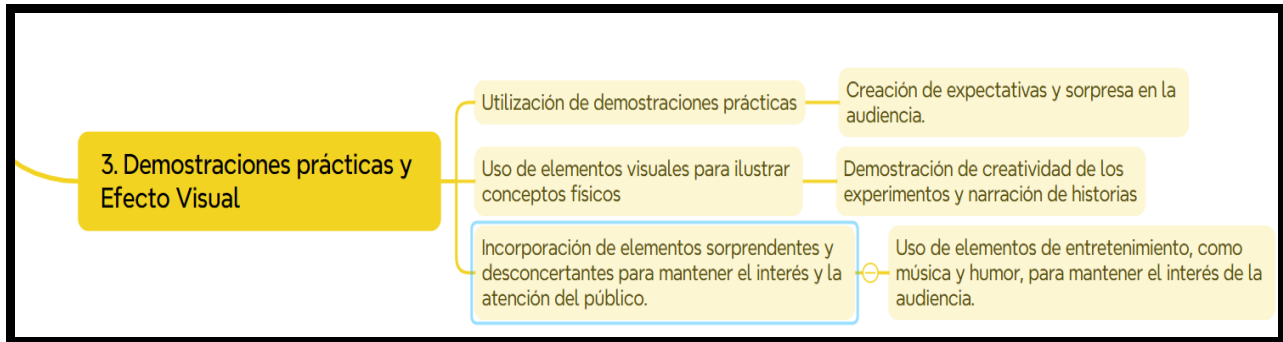 3. Demostraciones prácticas y
Efecto Visual
Utilización de demostraciones prácticas
Creación de expectativas y sorpresa en la
audiencia.
Uso de elementos visuales para ilustrar
conceptos físicos
Demostración de creatividad de los
experimentos y narración de historias
Incorporación de elementos sorprendentes y
desconcertantes para mantener el interés y la
atención del público.
Uso de elementos de entretenimiento, como
música y humor, para mantener el interés de la
audiencia.